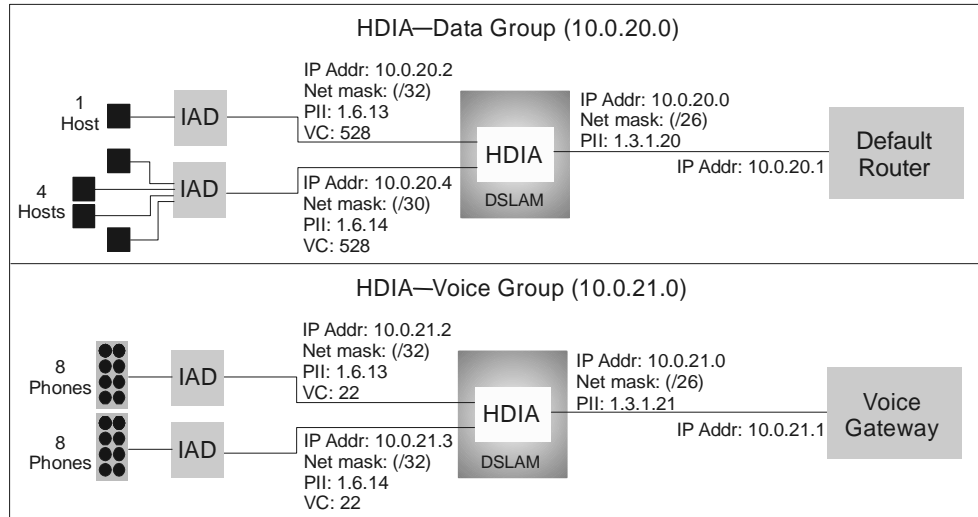 HDIA—Data Group (10.0.20.0)
1
Host
IAD
IP Addr: 10.0.20.2
Net mask: (/32)
PII: 1.6.13
VC: 528
4
Hosts
IAD
IP Addr: 10.0.20.4
Net mask: (/30)
PII: 1.6.14
VC: 528
HDIA
DSLAM
IP Addr: 10.0.20.0
Net mask: (/26)
PII: 1.3.1.20
IP Addr: 10.0.20.1
Default
Router
HDIA—Voice Group (10.0.21.0)
8
Phones
IAD
IP Addr: 10.0.21.2
Net mask: (/32)
PII: 1.6.13
VC: 22
8
Phones
IAD
IP Addr: 10.0.21.3
Net mask: (/32)
PII: 1.6.14
VC: 22
HDIA
DSLAM
IP Addr: 10.0.21.0
Net mask: (/26)
PII: 1.3.1.21
IP Addr: 10.0.21.1
Voice
Gateway